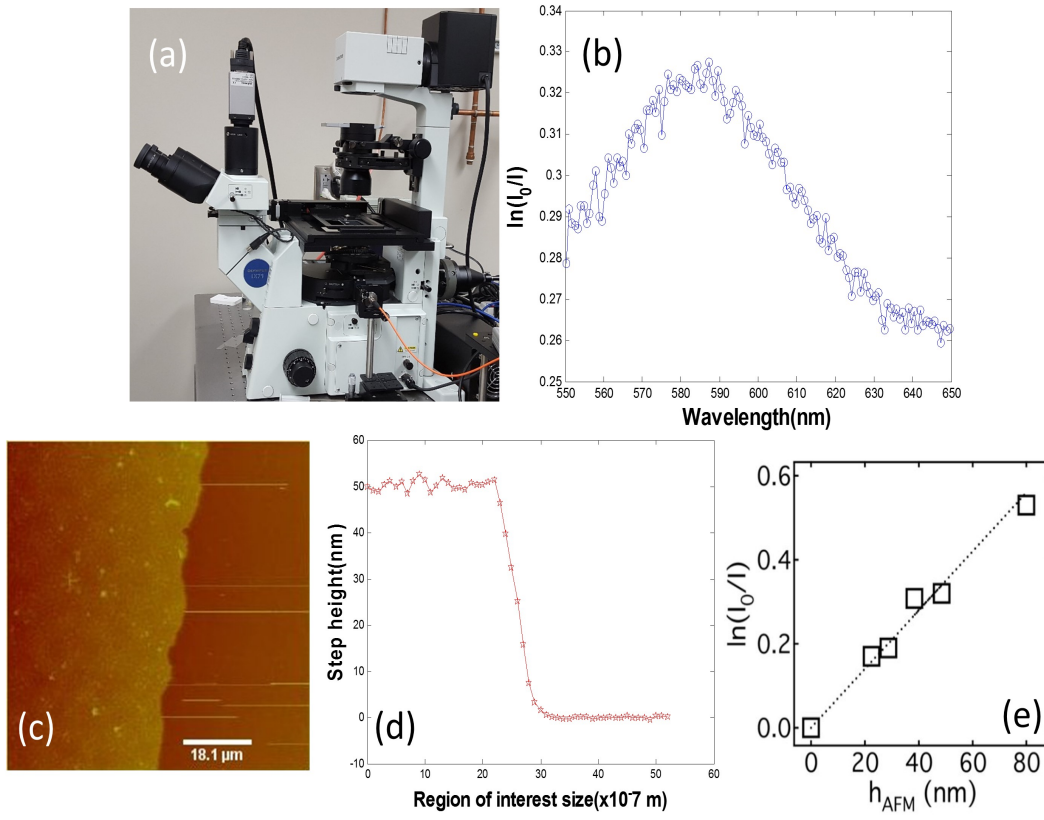 (a)
(b)
ln(I0/I)
0.34
0.33
0.32
0.31
0.3
0.29
0.28
0.27
0.26
0.25
550 560 570 580 590 600 610 620 630 640 650
Wavelength(nm)
(c)
18.1 µm
(d)
Step height(nm)
60
50
40
30
20
10
0
-10
0 10 20 30 40 50 60
Region of interest size(x10-7 m)
(e)
ln(I0/I)
0.6
0.4
0.2
0.0
0 20 40 60 80
hAFM (nm)